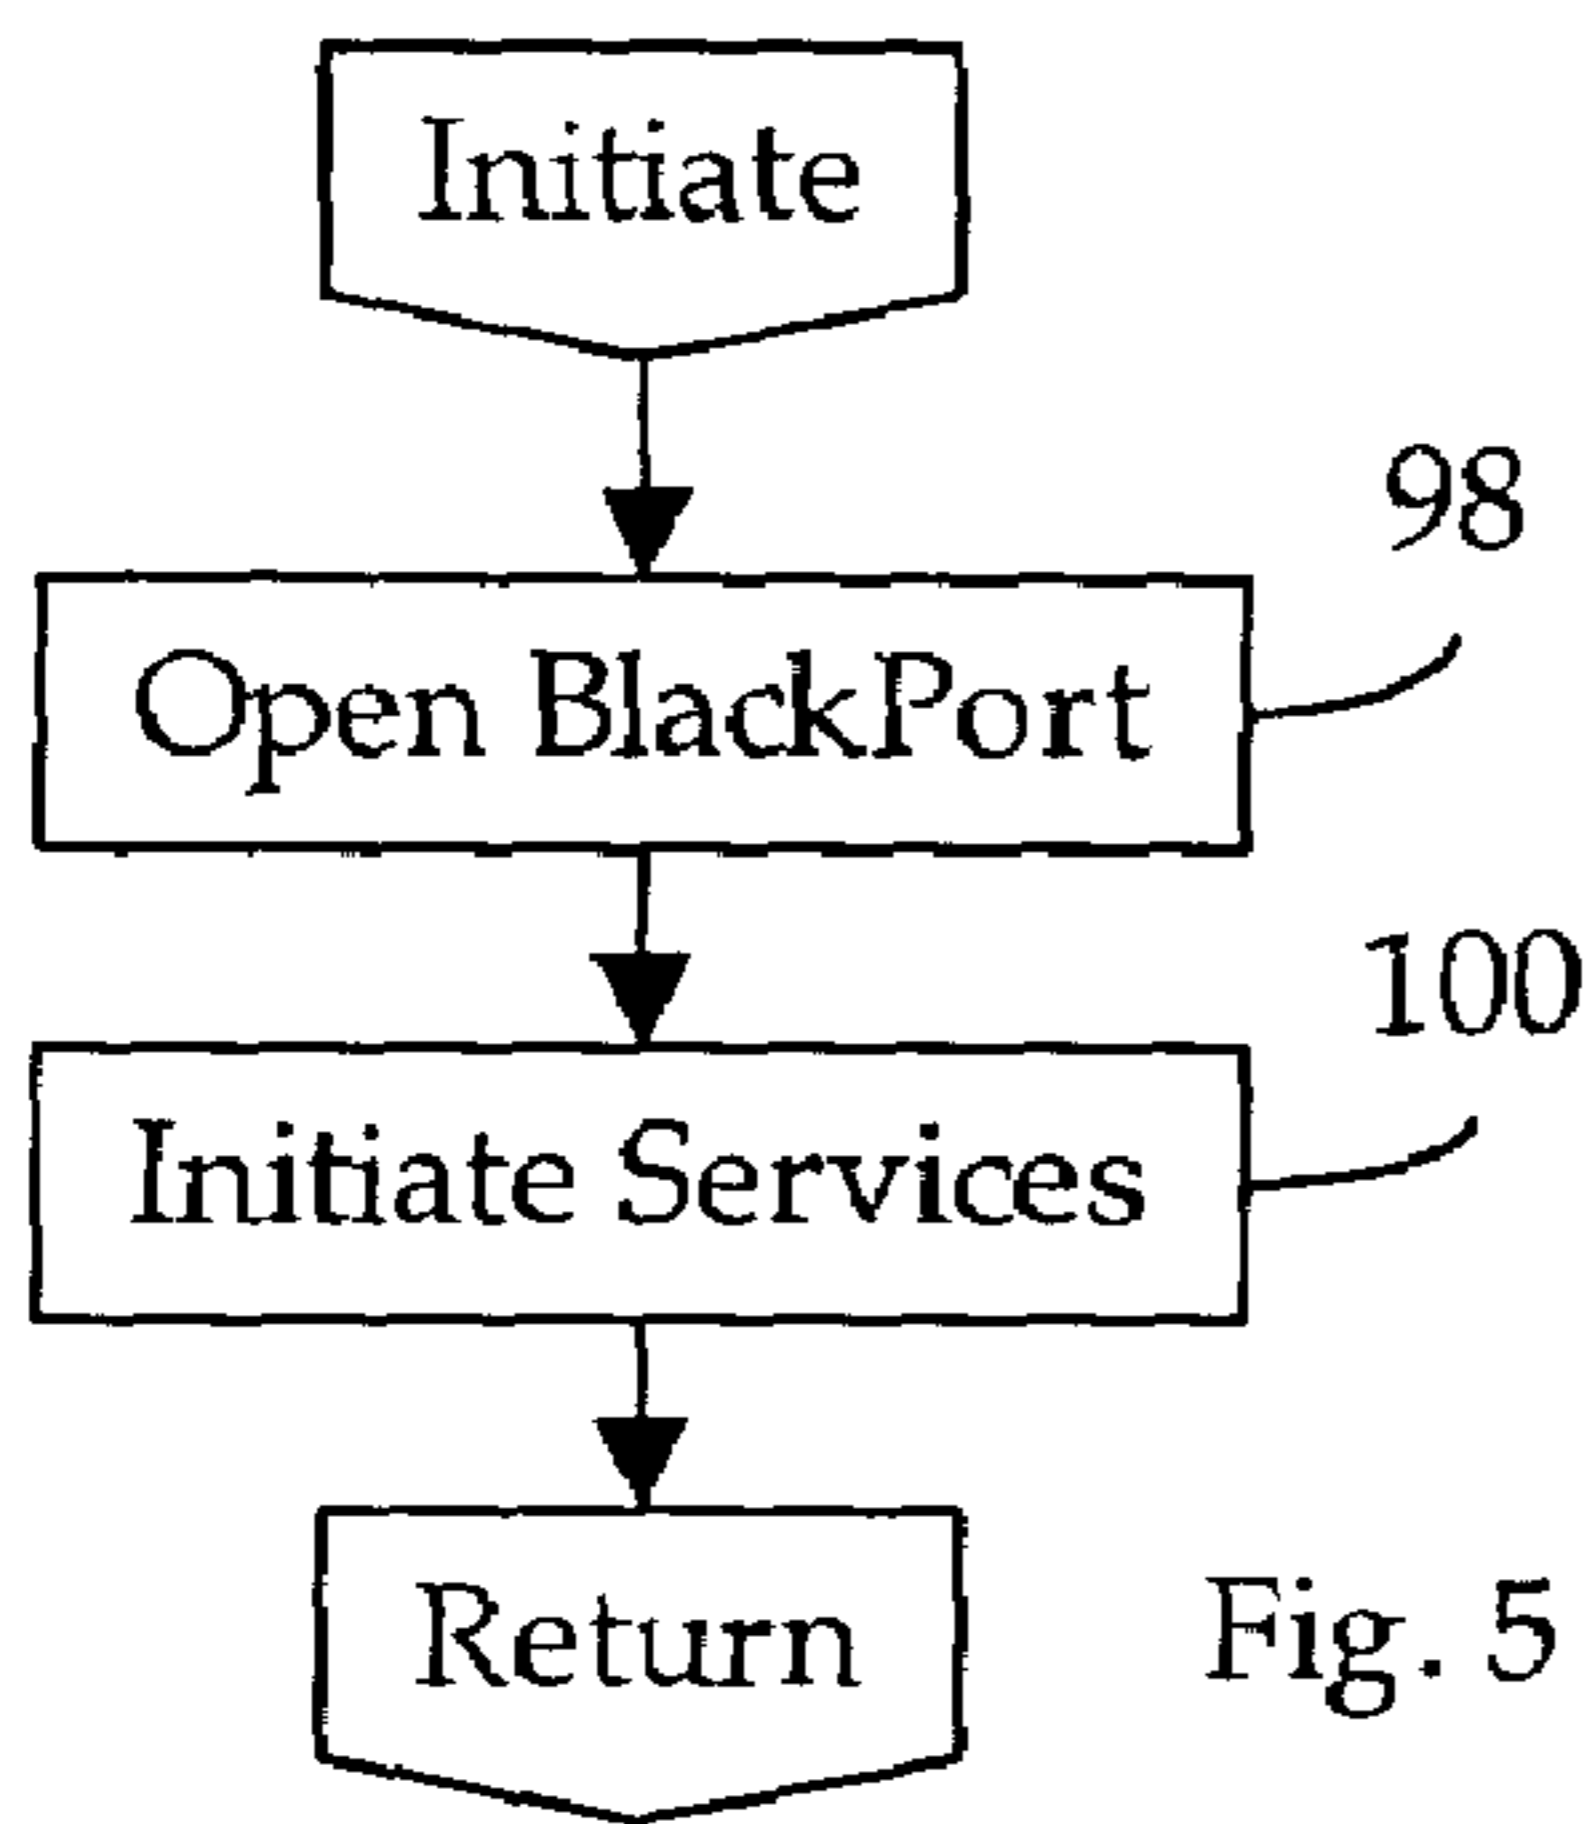 Initiate
98
Open BlackPort
100
Initiate Services
Return
Fig. 5